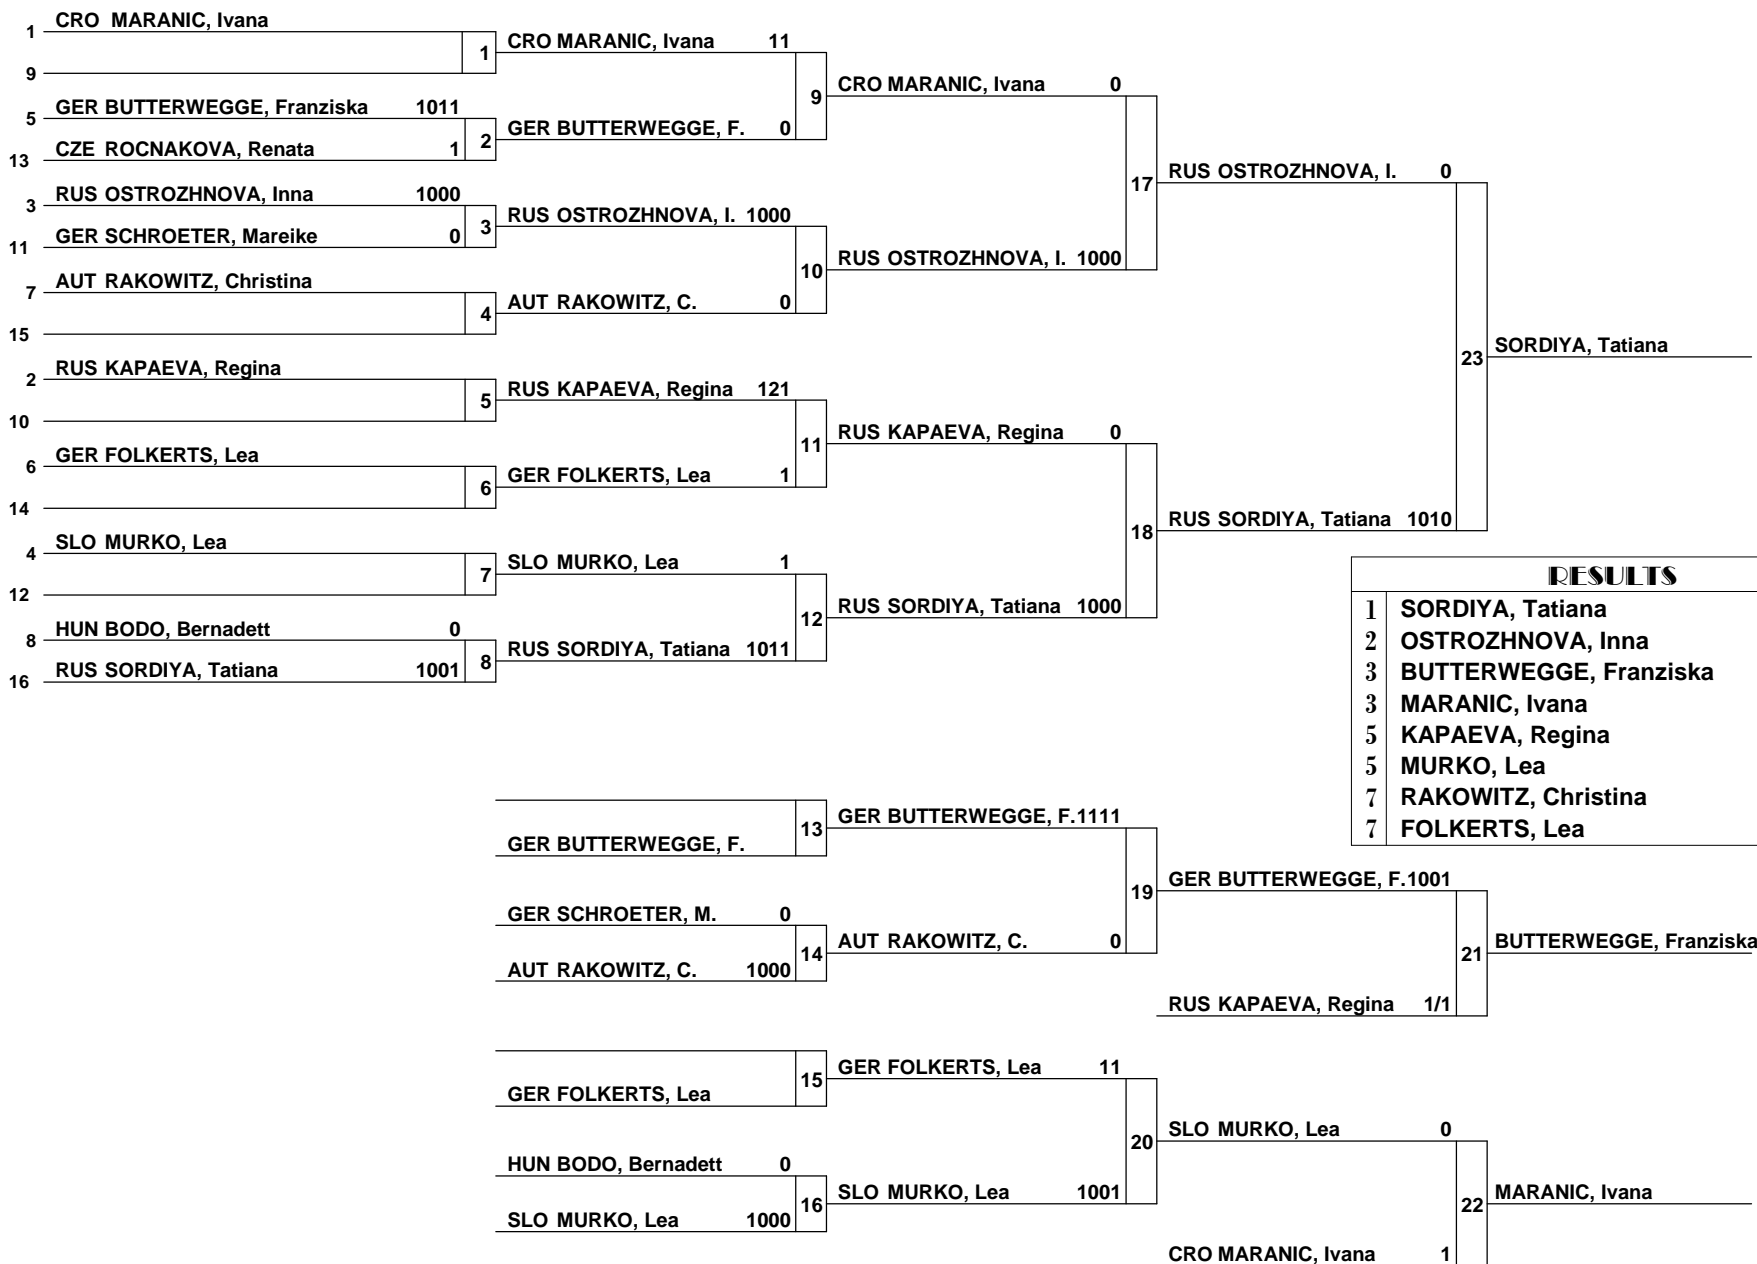 CRO MARANIC, Ivana
1
1 CRO MARANIC, Ivana 11
9
9 CRO MARANIC, Ivana 0
GER BUTTERWEGGE, Franziska 1011
5
2 GER BUTTERWEGGE, F. 0
CZE ROCNAKOVA, Renata 1
13
17 RUS OSTROZHNOVA, I. 0
RUS OSTROZHNOVA, Inna 1000
3
3 RUS OSTROZHNOVA, I. 1000
GER SCHROETER, Mareike 0
11
10 RUS OSTROZHNOVA, I. 1000
AUT RAKOWITZ, Christina
7
4 AUT RAKOWITZ, C. 0
15
23 SORDIYA, Tatiana
RUS KAPAEVA, Regina
2
5 RUS KAPAEVA, Regina 121
10
11 RUS KAPAEVA, Regina 0
GER FOLKERTS, Lea
6
6 GER FOLKERTS, Lea 1
14
18 RUS SORDIYA, Tatiana 1010
SLO MURKO, Lea
4
7 SLO MURKO, Lea 1
12
12 RUS SORDIYA, Tatiana 1000
HUN BODO, Bernadett 0
8
8 RUS SORDIYA, Tatiana 1011
RUS SORDIYA, Tatiana 1001
16
RESULTS
1 SORDIYA, Tatiana
2 OSTROZHNOVA, Inna
3 BUTTERWEGGE, Franziska
3 MARANIC, Ivana
5 KAPAEVA, Regina
5 MURKO, Lea
7 RAKOWITZ, Christina
7 FOLKERTS, Lea
13 GER BUTTERWEGGE, F. 1111
GER BUTTERWEGGE, F.
19 GER BUTTERWEGGE, F. 1001
GER SCHROETER, M. 0
14 AUT RAKOWITZ, C. 0
AUT RAKOWITZ, C. 1000
21 BUTTERWEGGE, Franziska
RUS KAPAEVA, Regina 1/1
15 GER FOLKERTS, Lea 11
GER FOLKERTS, Lea
20 SLO MURKO, Lea 0
HUN BODO, Bernadett 0
16 SLO MURKO, Lea 1001
SLO MURKO, Lea 1000
22 MARANIC, Ivana
CRO MARANIC, Ivana 1